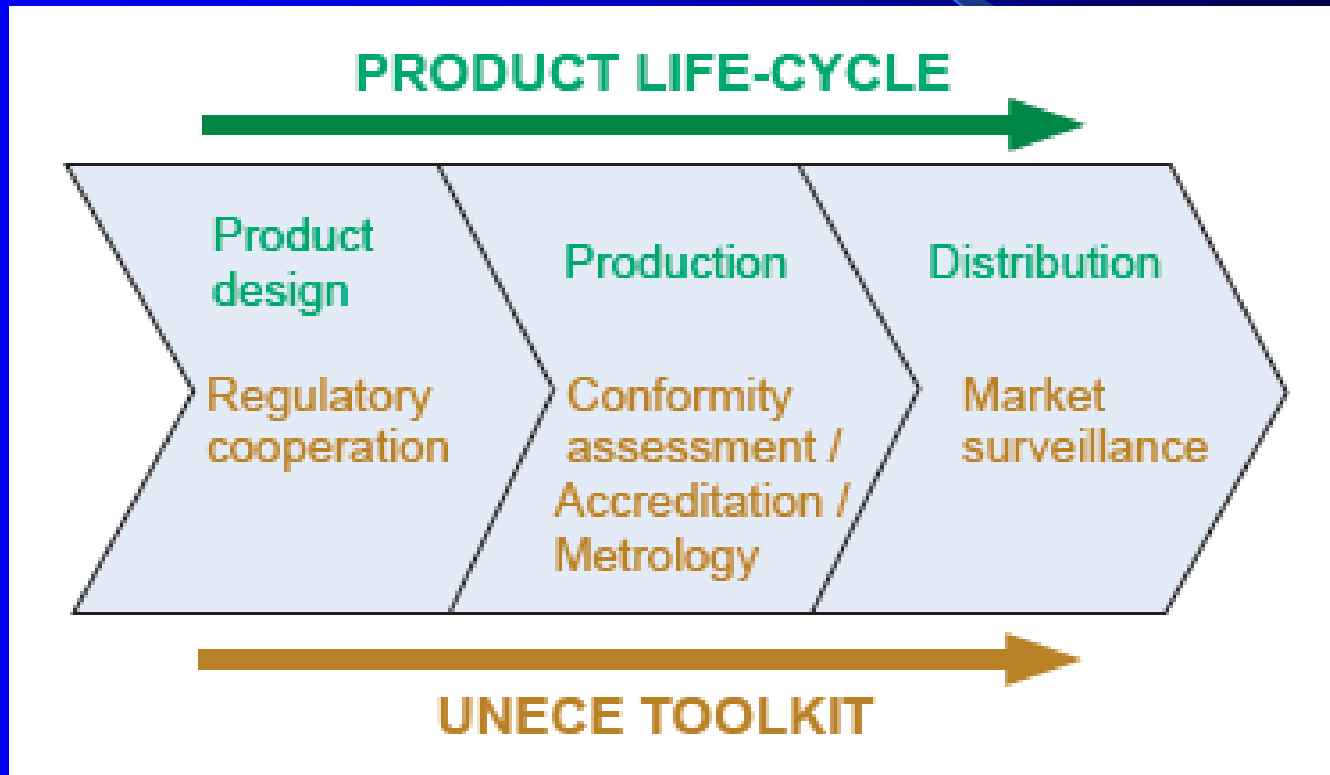 PRODUCT LIFE-CYCLE
Product
design
Regulatory
cooperation
Production
Conformity
assessment /
Accreditation /
Metrology
Distribution
Market
surveillance
UNECE TOOLKIT